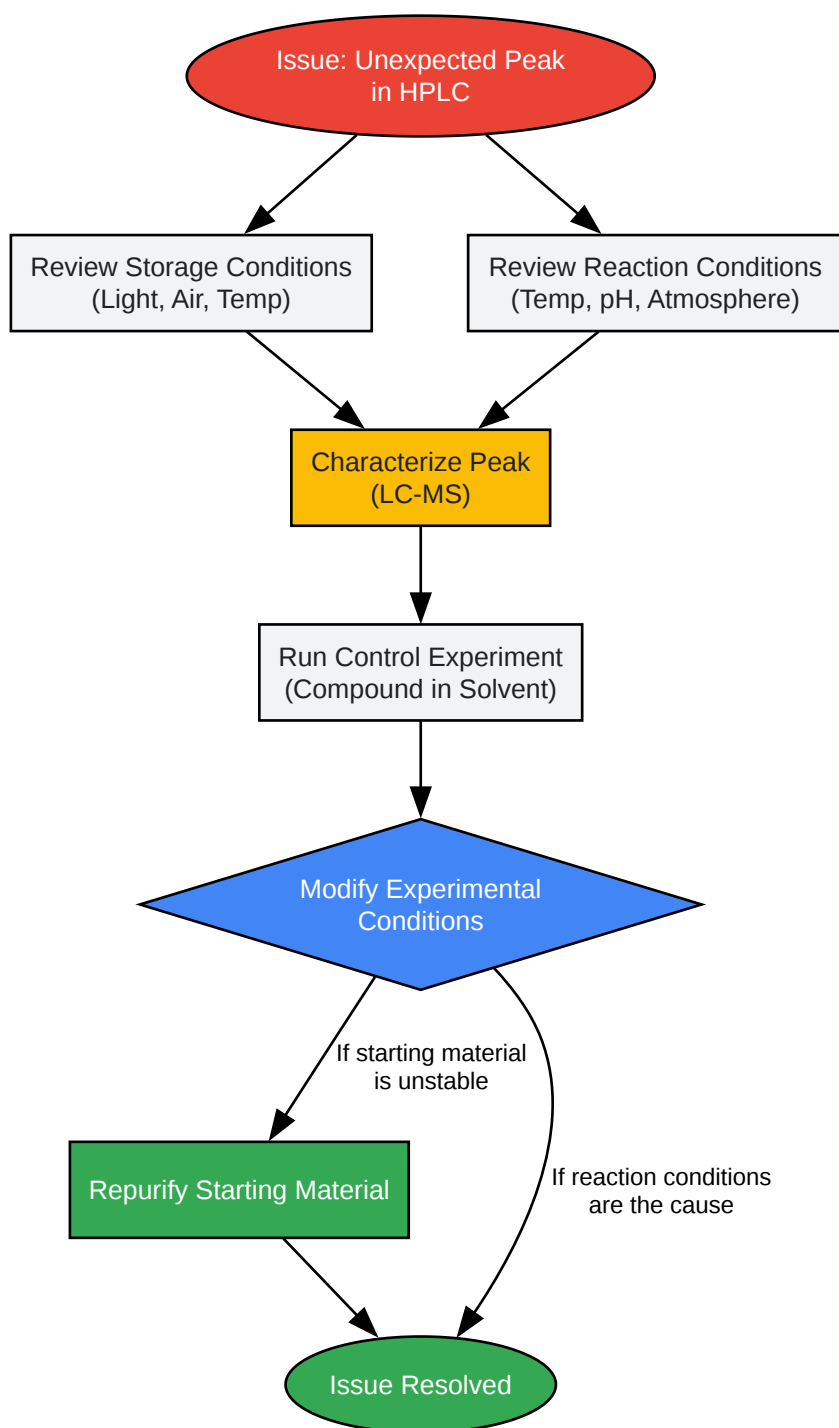 Issue: Unexpected Peak
in HPLC
Review Storage Conditions
(Light, Air, Temp)
Review Reaction Conditions
(Temp, pH, Atmosphere)
Characterize Peak
(LC-MS)
Run Control Experiment
(Compound in Solvent)
Modify Experimental
Conditions
If starting material
is unstable
Repurify Starting Material
If reaction conditions
are the cause
Issue Resolved